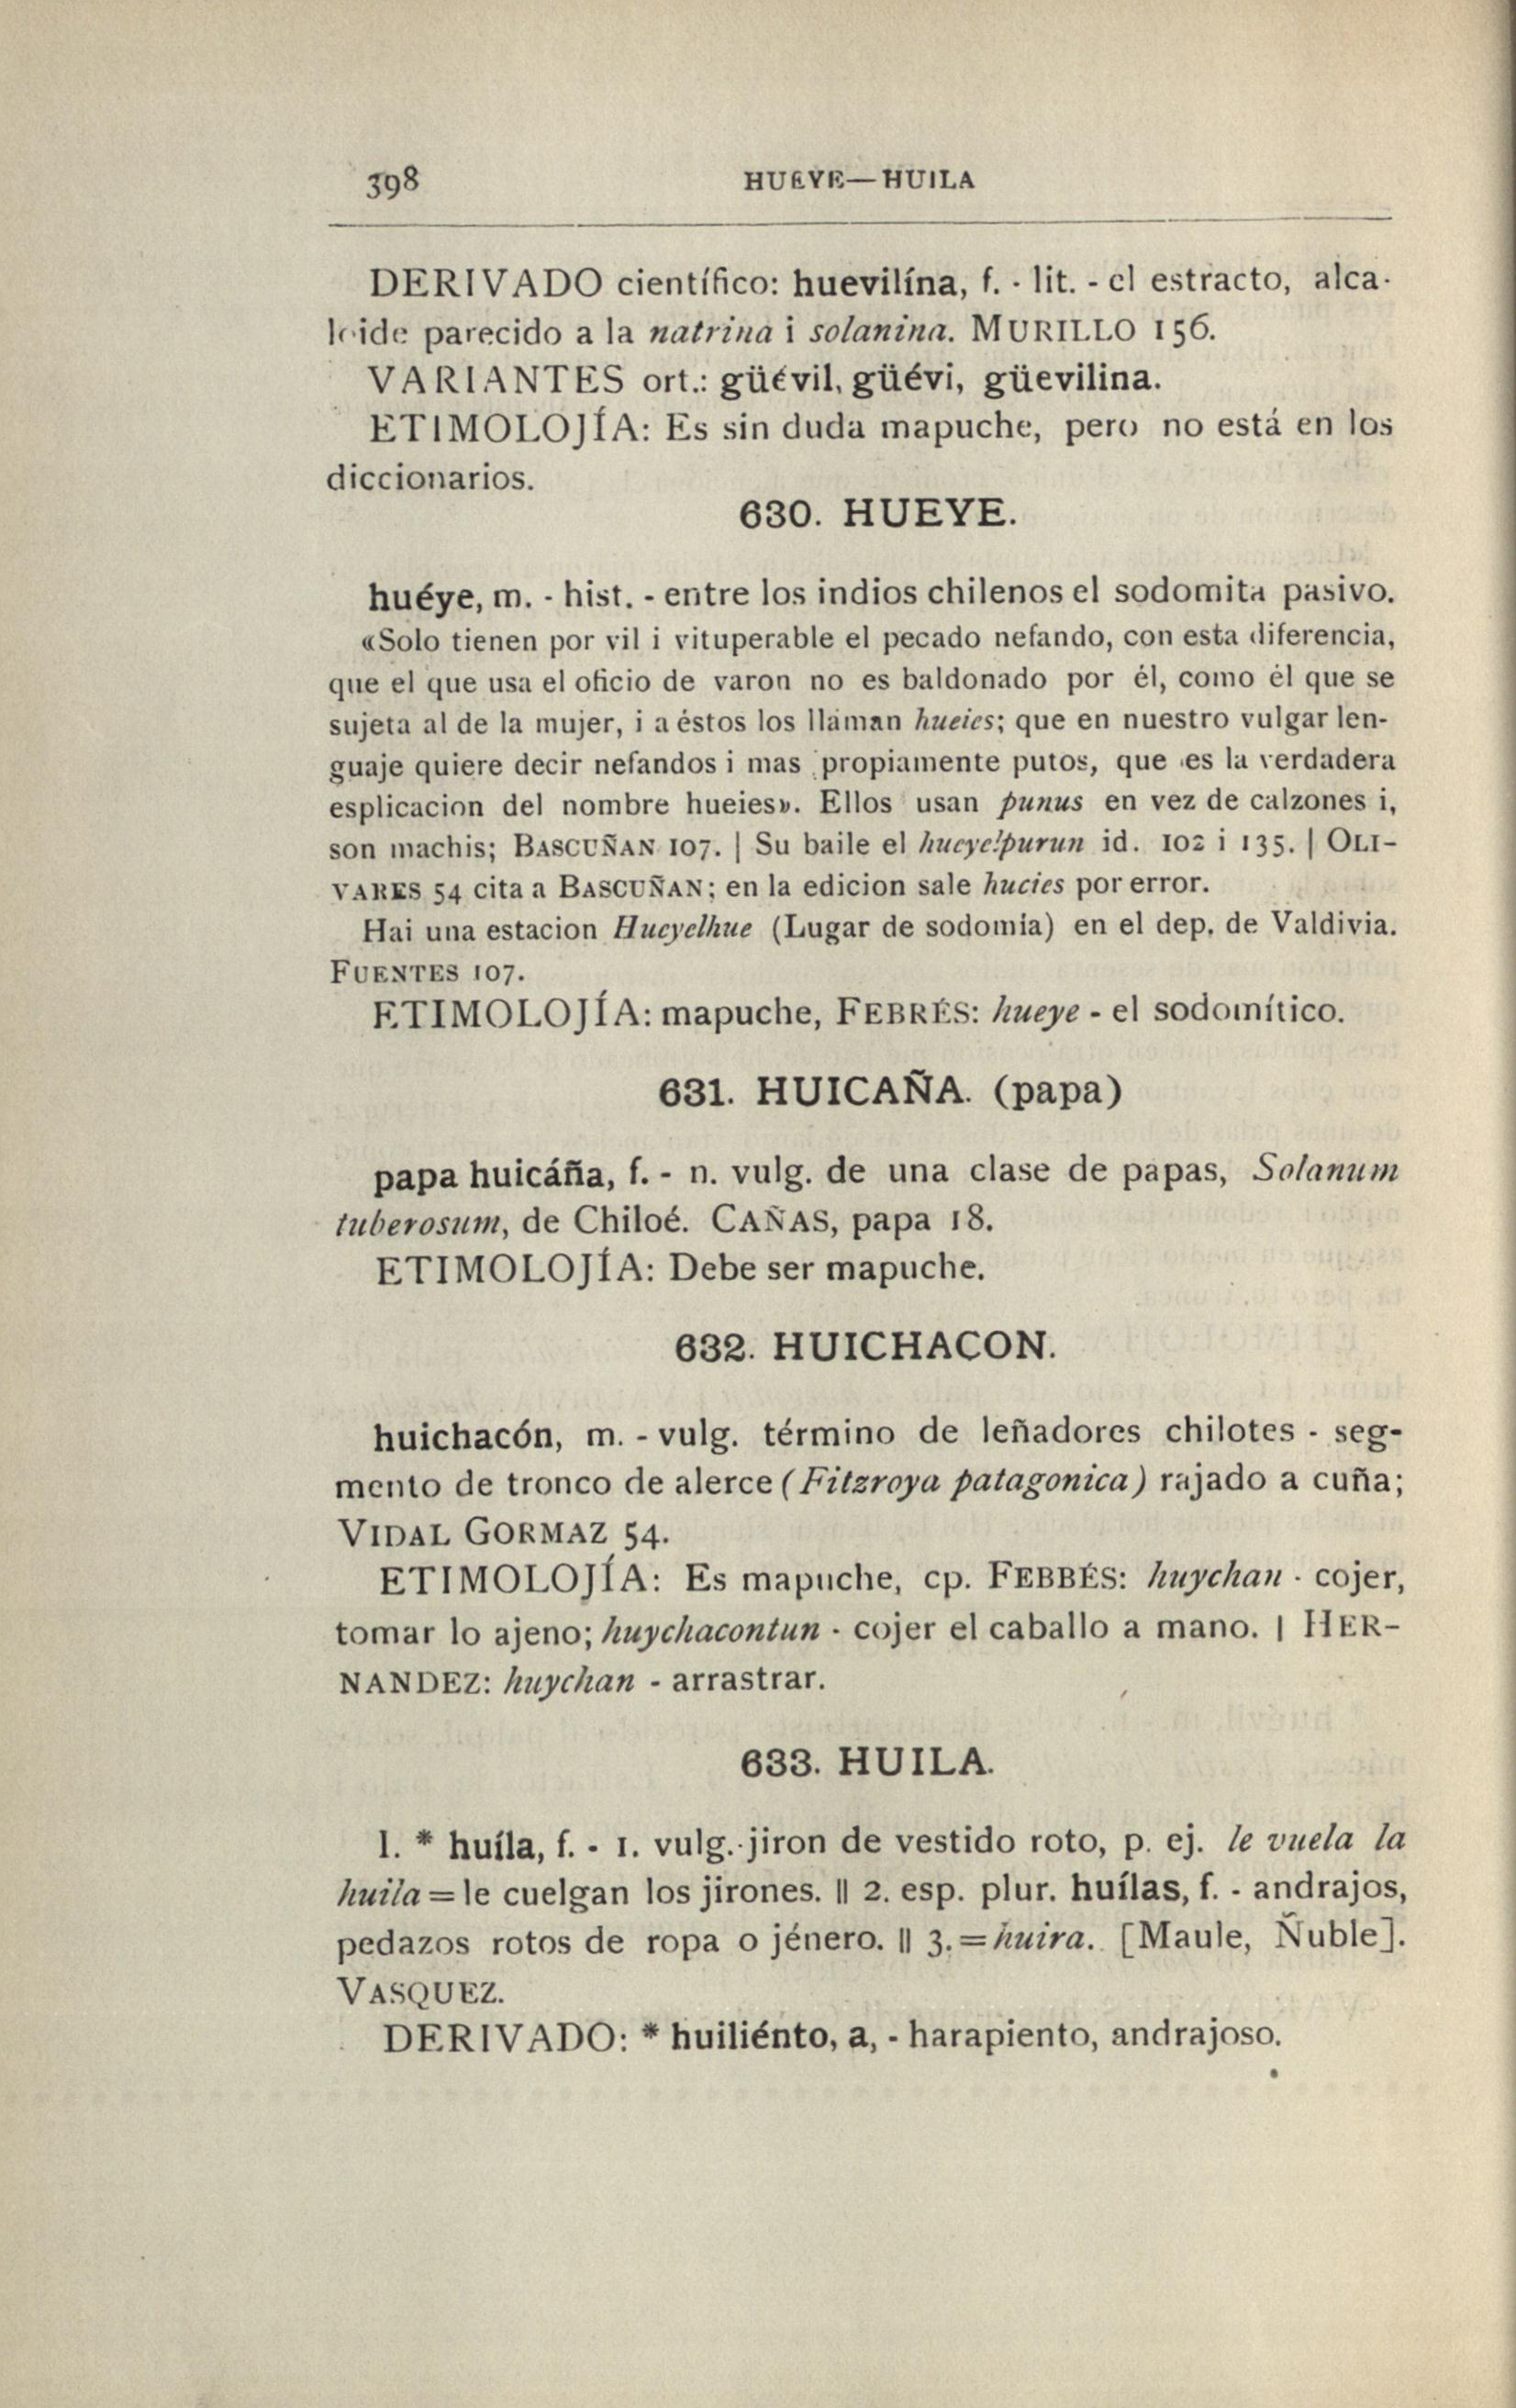 398
HUEYE—HUILA
DERIVADO científico: huevilína, f. - lit. - el estracto, alca-
loide parecido a la natrina i solanina. MURILLO 156.
VARIANTES ort.: güévil, güévi, güevilina.
ETIMOLOJÍA: Es sin duda mapuche, pero no está en los
diccionarios.
630. HUEYE.
huéye, m. - hist. - entre los indios chilenos el sodomita pasivo.
«Solo tienen por vil i vituperable el pecado nefando, con esta diferencia,
que el que usa el oficio de varon no es baldonado por él, como él que se
sujeta al de la mujer, i a éstos los llaman hueies; que en nuestro vulgar len-
guaje quiere decir nefandos i mas propiamente putos, que es la verdadera
esplicacion del nombre hueies». Ellos usan punus en vez de calzones i,
son machis; BASCUÑAN 107. | Su baile el hueyelpurun id. 102 i 135. | OLI-
VARES 54 cita a BASCUÑAN; en la edicion sale hucies por error.
Hai una estacion Hueyelhue (Lugar de sodomía) en el dep. de Valdivia.
FUENTES 107.
ETIMOLOJÍA: mapuche, FEBRÉS: hueye - el sodomítico.
631. HUICAÑA. (papa)
papa huicáña, f. - n. vulg. de una clase de papas, Solanum
tuberosum, de Chiloé. CAÑAS, papa 18.
ETIMOLOJÍA: Debe ser mapuche.
632. HUICHACON.
huichacón, m. - vulg. término de leñadores chilotes - seg-
mento de tronco de alerce (Fitzroya patagonica) rajado a cuña;
VIDAL GORMAZ 54.
ETIMOLOJÍA: Es mapuche, cp. FEBBÉS: huychan - cojer,
tomar lo ajeno; huychacontun - cojer el caballo a mano. | HER-
NANDEZ: huychan - arrastrar.
633. HUILA.
I. * huíla, f. - 1. vulg. - jiron de vestido roto, p. ej. le vuela la
huila = le cuelgan los jirones. || 2. esp. plur. huílas, f. - andrajos,
pedazos rotos de ropa o jénero. || 3. = huira. [Maule, Ñuble].
VASQUEZ.
DERIVADO: * huiliénto, a, - harapiento, andrajoso.